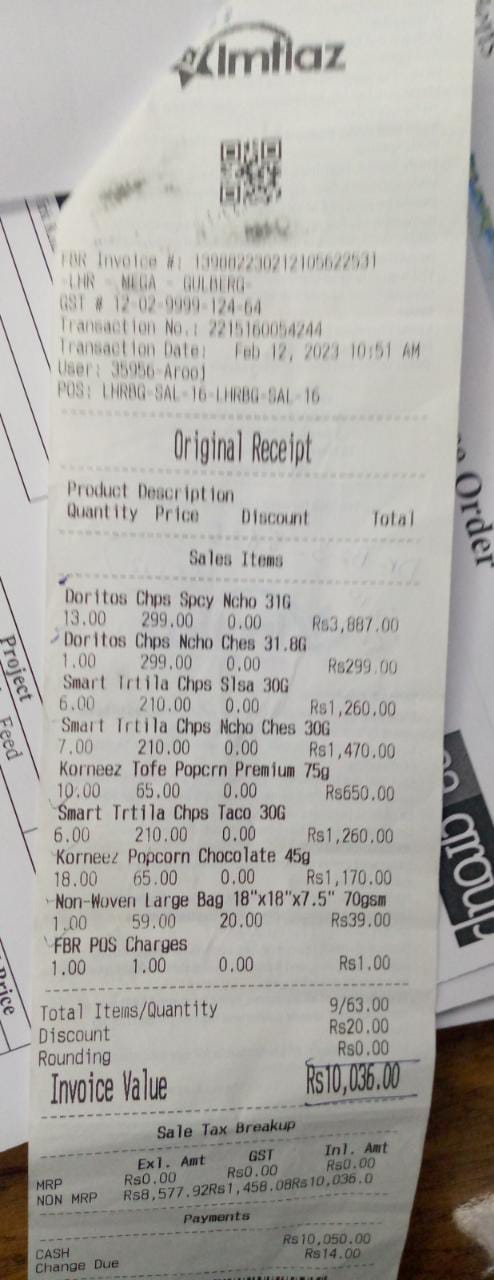 Imtiaz
FBR Invoice #: 139882230212105622531
-LHR - MEGA - GULBERG-
GST # 12-02-9999-124-64
Transaction No.: 2215160054244
Transaction Date: Feb 12, 2023 10:51 AM
User: 35956-Arooj
POS: LHRBG-SAL-16-LHRBG-SAL-16
Original Receipt
Product Description
Quantity Price Discount Total
Sales Items
Doritos Chps Spcy Ncho 31G
13.00 299.00 0.00 Rs3,887.00
Doritos Chps Ncho Ches 31.8G
1.00 299.00 0.00 Rs299.00
Smart Trtila Chps Slsa 30G
6.00 210.00 0.00 Rs1,260.00
Smart Trtila Chps Ncho Ches 30G
7.00 210.00 0.00 Rs1,470.00
Korneez Tofe Popcrn Premium 75g
10.00 65.00 0.00 Rs650.00
Smart Trtila Chps Taco 30G
6.00 210.00 0.00 Rs1,260.00
Korneez Popcorn Chocolate 45g
18.00 65.00 0.00 Rs1,170.00
Non-Woven Large Bag 18"x18"x7.5" 70gsm
1.00 59.00 20.00 Rs39.00
FBR POS Charges
1.00 1.00 0.00 Rs1.00
Total Items/Quantity 9/63.00
Discount Rs20.00
Rounding Rs0.00
Invoice Value Rs10,036.00
Sale Tax Breakup
Exl. Amt GST Inl. Amt
MRP Rs0.00 Rs0.00 Rs0.00
NON MRP Rs8,577.92Rs1,458.08Rs10,036.0
Payments
CASH Rs10,050.00
Change Due Rs14.00
Project
Feed
Price
Order
group